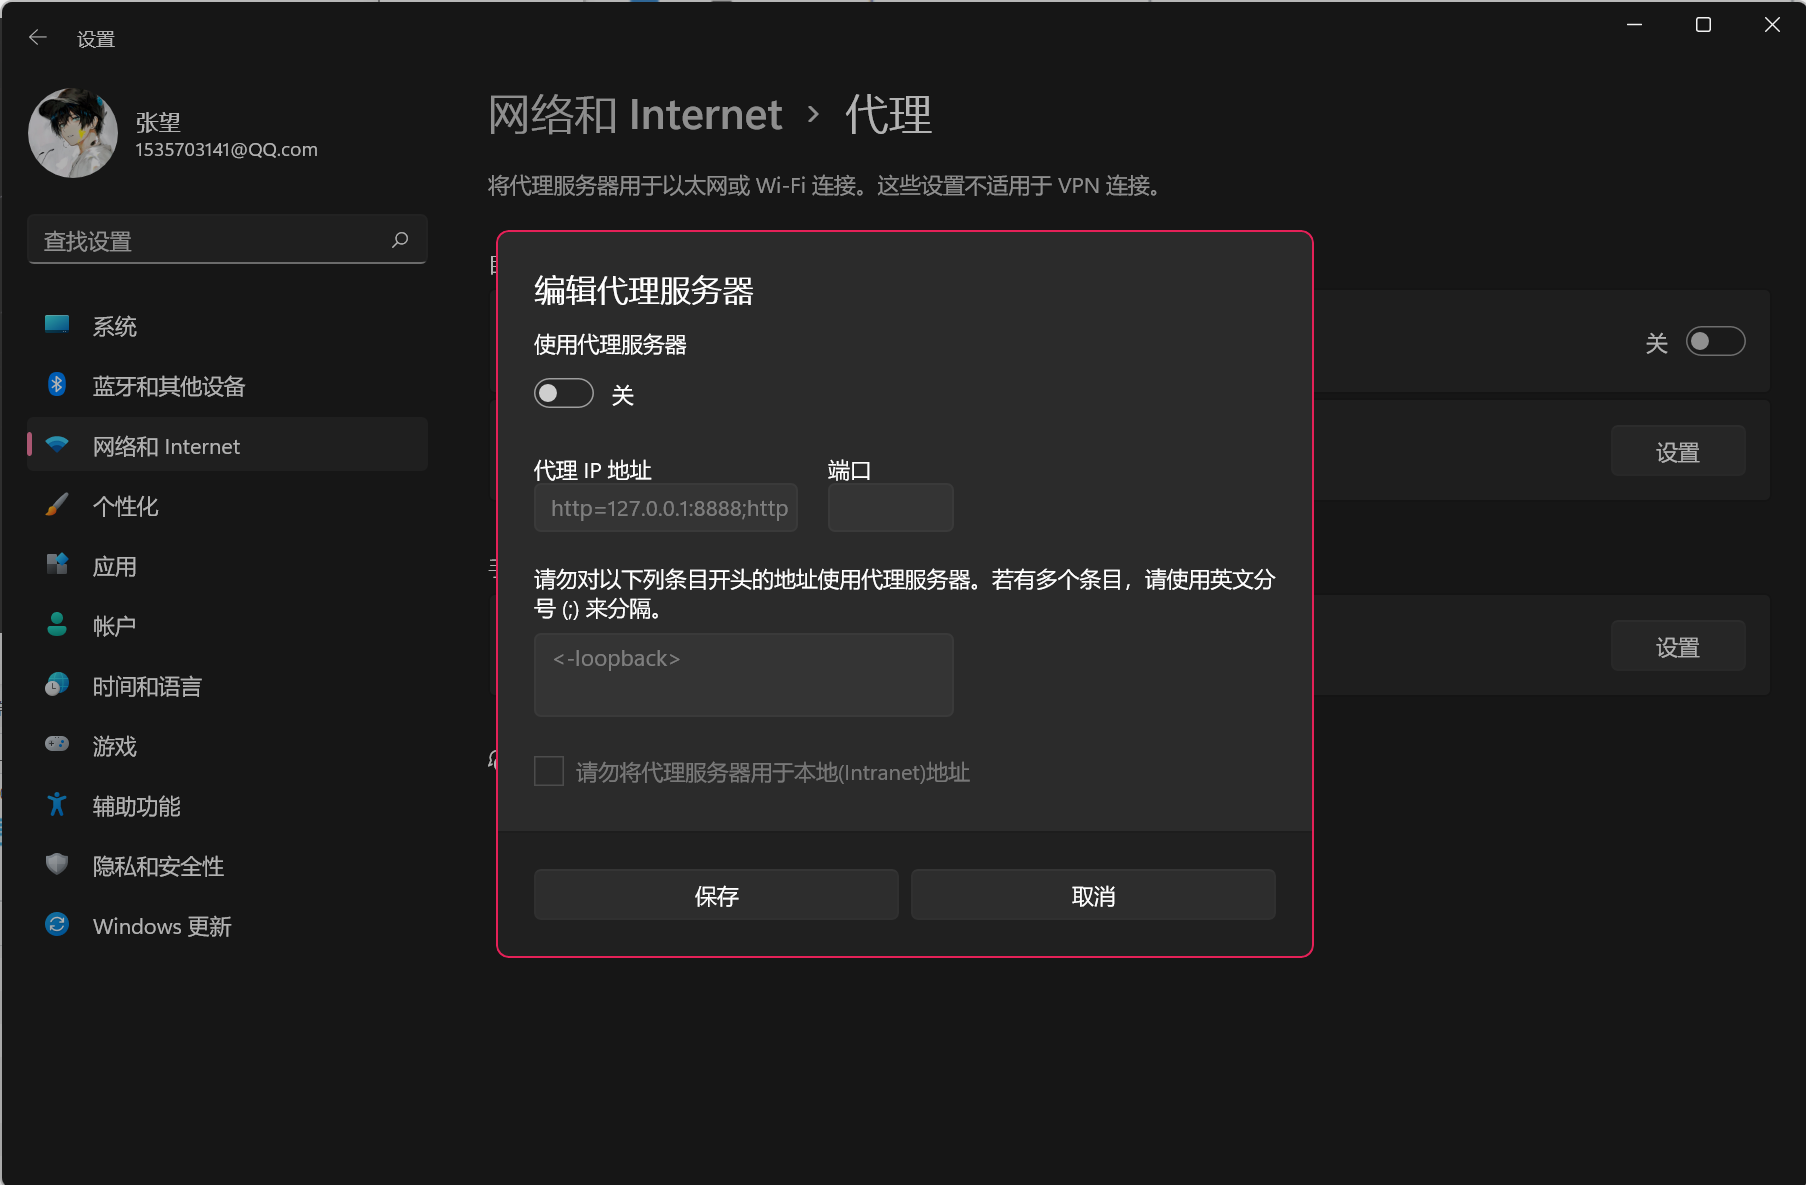 设置
张望
1535703141@QQ.com
查找设置
系统
蓝牙和其他设备
网络和 Internet
个性化
应用
帐户
时间和语言
游戏
辅助功能
隐私和安全性
Windows 更新
网络和 Internet › 代理
将代理服务器用于以太网或 Wi-Fi 连接。这些设置不适用于 VPN 连接。
关
设置
设置
编辑代理服务器
使用代理服务器
关
代理 IP 地址
端口
http=127.0.0.1:8888;http
请勿对以下列条目开头的地址使用代理服务器。若有多个条目，请使用英文分
号 (;) 来分隔。
<-loopback>
请勿将代理服务器用于本地(Intranet)地址
保存
取消